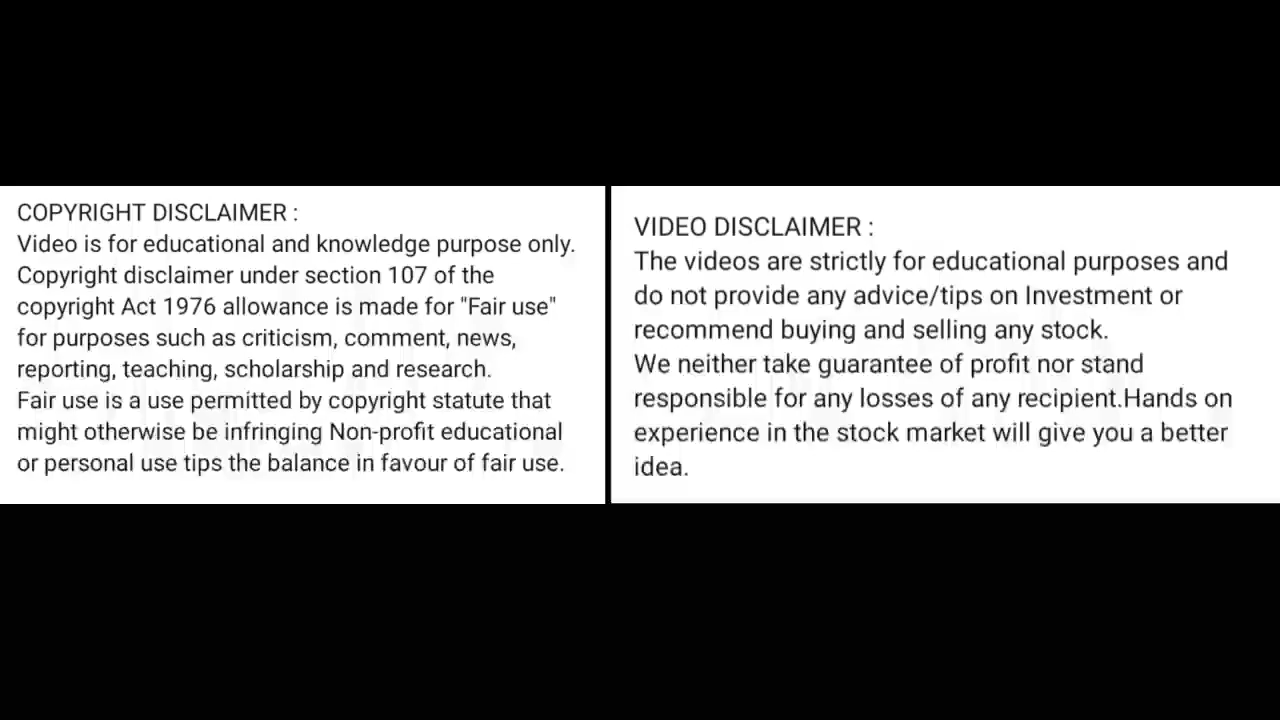 COPYRIGHT DISCLAIMER :
Video is for educational and knowledge purpose only.
Copyright disclaimer under section 107 of the
copyright Act 1976 allowance is made for "Fair use"
for purposes such as criticism, comment, news,
reporting, teaching, scholarship and research.
Fair use is a use permitted by copyright statute that
might otherwise be infringing Non-profit educational
or personal use tips the balance in favour of fair use.
VIDEO DISCLAIMER :
The videos are strictly for educational purposes and
do not provide any advice/tips on Investment or
recommend buying and selling any stock.
We neither take guarantee of profit nor stand
responsible for any losses of any recipient.Hands on
experience in the stock market will give you a better
idea.